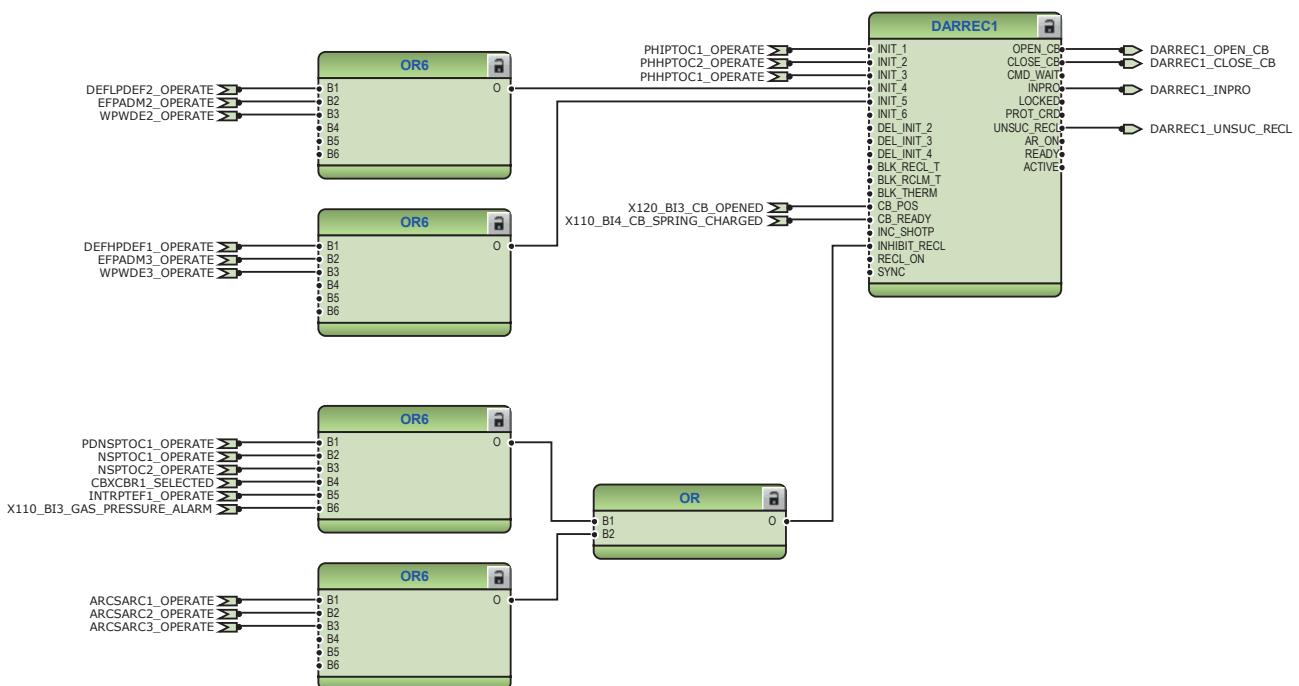 DARREC1
PHIPTOC1_OPERATE
PHHPTOC2_OPERATE
PHHPTOC1_OPERATE
INIT_1
INIT_2
INIT_3
INIT_4
INIT_5
INIT_6
DEL_INIT_2
DEL_INIT_3
DEL_INIT_4
BLK_RECL_T
BLK_RCLM_T
BLK_THERM
CB_POS
CB_READY
INC_SHOTP
INHIBIT_RECL
RECL_ON
SYNC
OPEN_CB
CLOSE_CB
CMD_WAIT
INPRO
LOCKED
PROT_CRD
UNSUC_RECL
AR_ON
READY
ACTIVE
DARREC1_OPEN_CB
DARREC1_CLOSE_CB
DARREC1_INPRO
DARREC1_UNSUC_RECL
X120_BI3_CB_OPENED
X110_BI4_CB_SPRING_CHARGED
OR6
DEFLPDEF2_OPERATE
EFPADM2_OPERATE
WPWDE2_OPERATE
B1
B2
B3
B4
B5
B6
O
OR6
DEFHPDEF1_OPERATE
EFPADM3_OPERATE
WPWDE3_OPERATE
B1
B2
B3
B4
B5
B6
O
OR6
PDNSPTOC1_OPERATE
NSPTOC1_OPERATE
NSPTOC2_OPERATE
CBXCBR1_SELECTED
INTRPTEF1_OPERATE
X110_BI3_GAS_PRESSURE_ALARM
B1
B2
B3
B4
B5
B6
O
OR
B1
B2
O
OR6
ARCSARC1_OPERATE
ARCSARC2_OPERATE
ARCSARC3_OPERATE
B1
B2
B3
B4
B5
B6
O